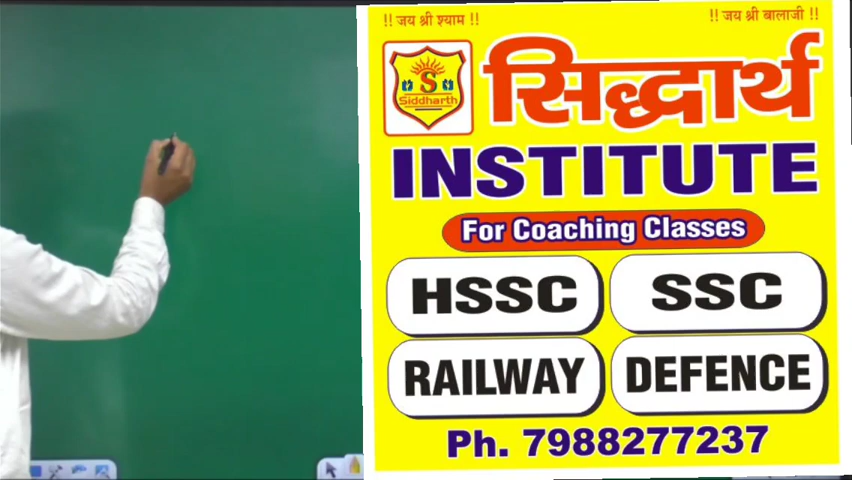 !! जय श्री श्याम !!
!! जय श्री बालाजी !!
S
Siddharth
सिद्धार्थ
INSTITUTE
For Coaching Classes
HSSC
SSC
RAILWAY
DEFENCE
Ph. 7988277237